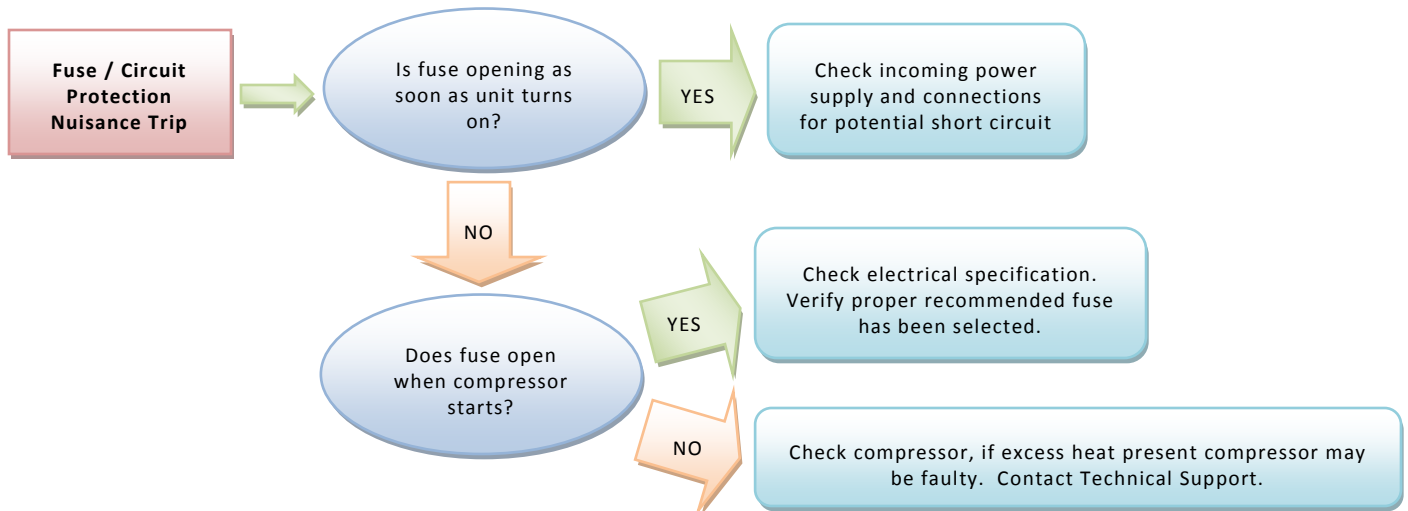 Fuse / Circuit
Protection
Nuisance Trip
Is fuse opening as
soon as unit turns
on?
YES
Check incoming power
supply and connections
for potential short circuit
NO
Does fuse open
when compressor
starts?
YES
Check electrical specification.
Verify proper recommended fuse
has been selected.
NO
Check compressor, if excess heat present compressor may
be faulty.  Contact Technical Support.